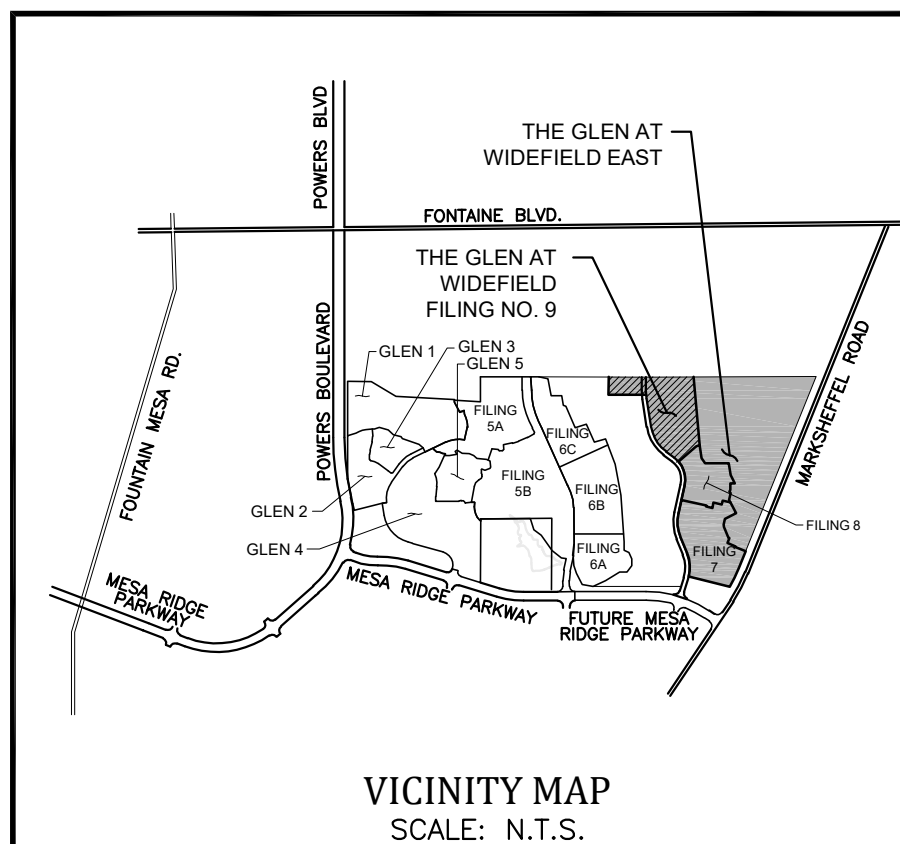 POWERS BLVD
THE GLEN AT
WIDEFIELD EAST
FONTAINE BLVD.
THE GLEN AT
WIDEFIELD
FILING NO. 9
FOUNTAIN MESA RD.
POWERS BOULEVARD
MARKSHEFFEL ROAD
GLEN 1
GLEN 3
GLEN 5
FILING
5A
FILING
6C
FILING
5B
FILING
6B
GLEN 2
GLEN 4
FILING 8
FILING
6A
FILING
7
MESA RIDGE
PARKWAY
MESA RIDGE PARKWAY
FUTURE MESA
RIDGE PARKWAY
VICINITY MAP
SCALE: N.T.S.